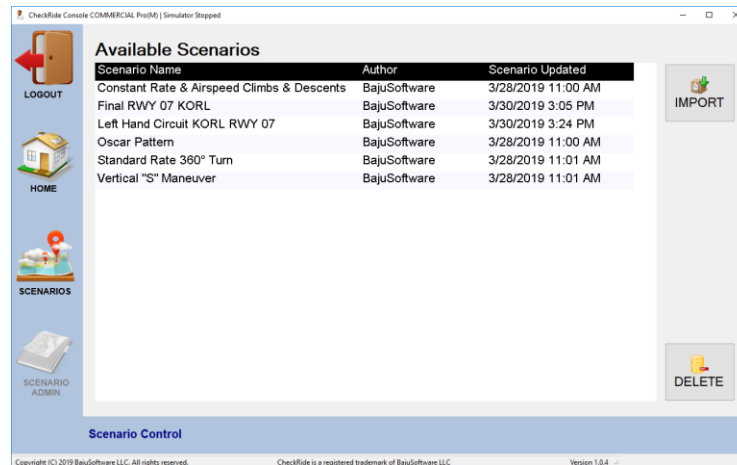 CheckRide Console COMMERCIAL Pro(M) | Simulator Stopped
LOGOUT
HOME
SCENARIOS
SCENARIO
ADMIN
Available Scenarios
Scenario Name Author Scenario Updated
Constant Rate & Airspeed Climbs & Descents BajuSoftware 3/28/2019 11:00 AM
Final RWY 07 KORL BajuSoftware 3/30/2019 3:05 PM
Left Hand Circuit KORL RWY 07 BajuSoftware 3/30/2019 3:24 PM
Oscar Pattern BajuSoftware 3/28/2019 11:00 AM
Standard Rate 360° Turn BajuSoftware 3/28/2019 11:01 AM
Vertical "S" Maneuver BajuSoftware 3/28/2019 11:01 AM
IMPORT
DELETE
Scenario Control
Copyright (C) 2019 BajuSoftware LLC. All rights reserved. CheckRide is a registered trademark of BajuSoftware LLC Version 1.0.4